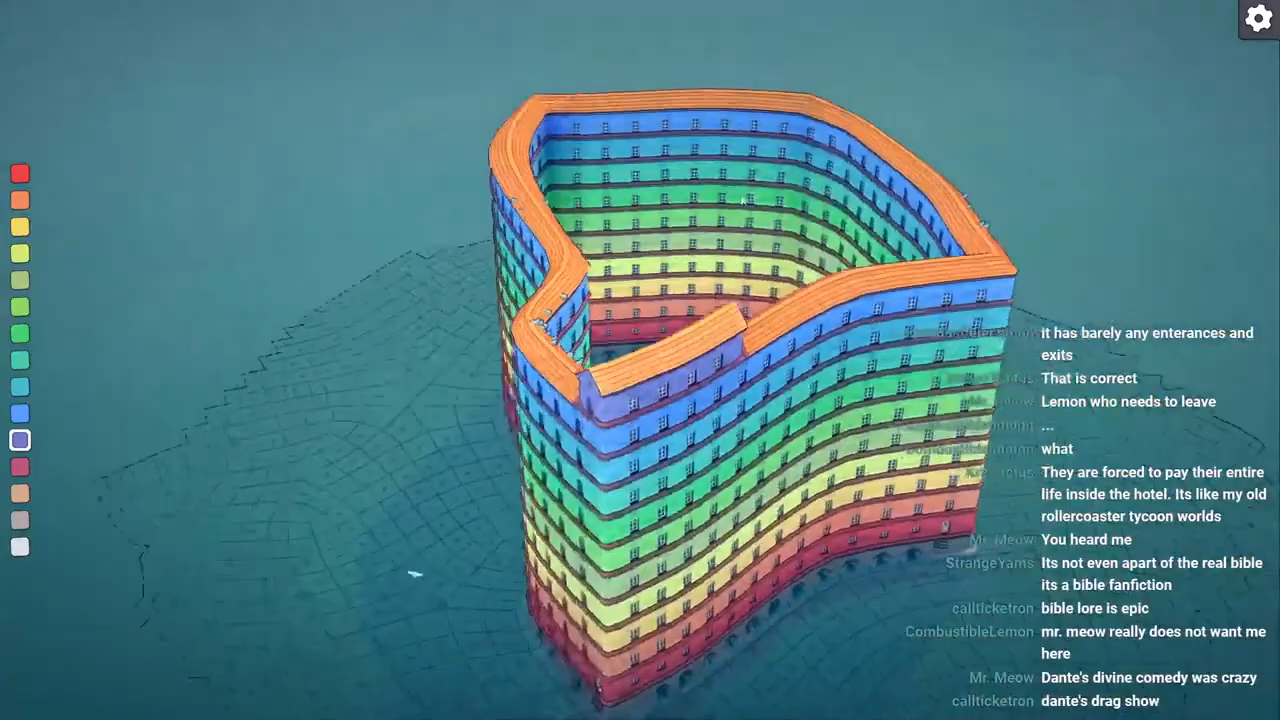 it has barely any enterances and
exits
That is correct
Lemon who needs to leave
...
what
They are forced to pay their entire
life inside the hotel. Its like my old
rollercoaster tycoon worlds
Mr. Meow You heard me
StrangeYams Its not even apart of the real bible
its a bible fanfiction
callticketron bible lore is epic
CombustibleLemon mr. meow really does not want me
here
Mr. Meow Dante's divine comedy was crazy
callticketron dante's drag show